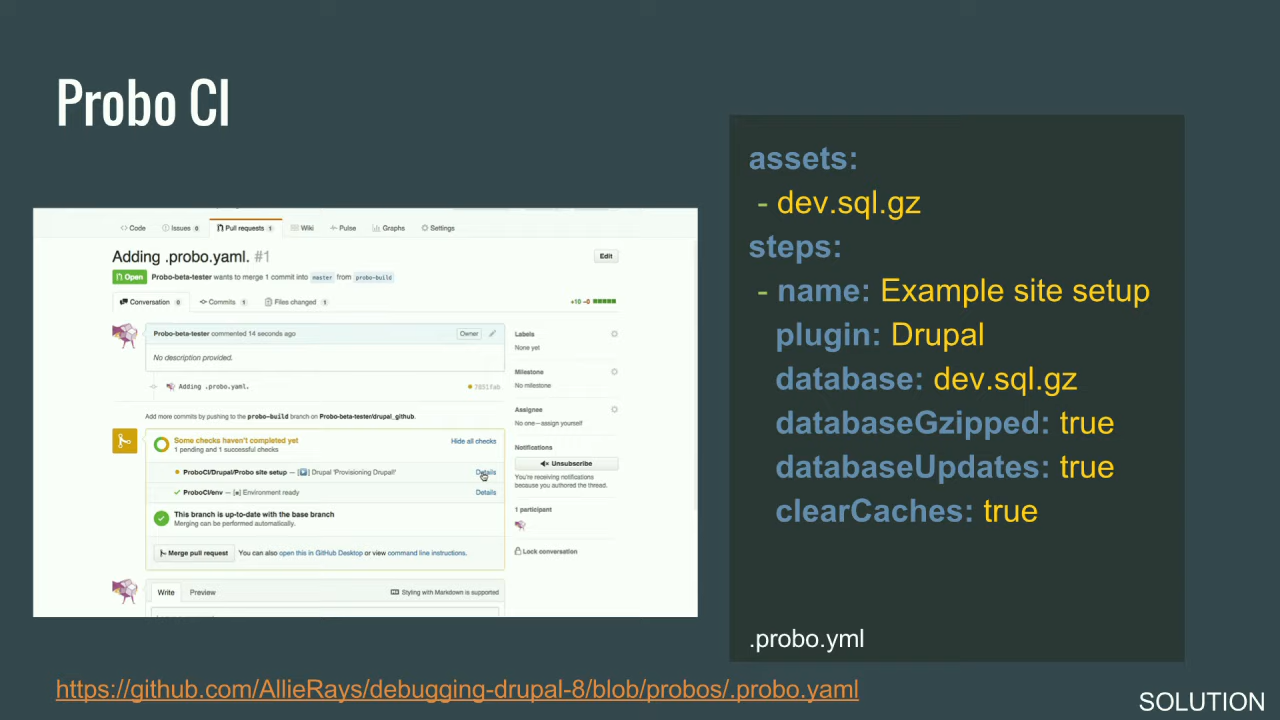 Probo CI
Code Issues 0 Pull requests 1 Wiki Pulse Graphs Settings
Adding .probo.yaml. #1
Edit
Open Probo-beta-tester wants to merge 1 commit into master from probo-build
Conversation 0 Commits 1 Files changed 1
+10 −0
Probo-beta-tester commented 14 seconds ago
Owner
No description provided.
Adding .probo.yaml.
7891fab
Add more commits by pushing to the probo-build branch on Probo-beta-tester/drupal_github.
Some checks haven't completed yet
Hide all checks
1 pending and 1 successful checks
ProboCI/Drupal/Probo site setup — Drupal 'Provisioning Drupal!'
Details
ProboCI/env — Environment ready
Details
This branch is up-to-date with the base branch
Merging can be performed automatically.
Merge pull request You can also open this in GitHub Desktop or view command line instructions.
Write Preview
Styling with Markdown is supported
Labels
None yet
Milestone
No milestone
Assignee
No one—assign yourself
Notifications
Unsubscribe
You're receiving notifications
because you authored the thread.
1 participant
Lock conversation
assets:
- dev.sql.gz
steps:
- name: Example site setup
plugin: Drupal
database: dev.sql.gz
databaseGzipped: true
databaseUpdates: true
clearCaches: true
.probo.yml
https://github.com/AllieRays/debugging-drupal-8/blob/probos/.probo.yaml
SOLUTION